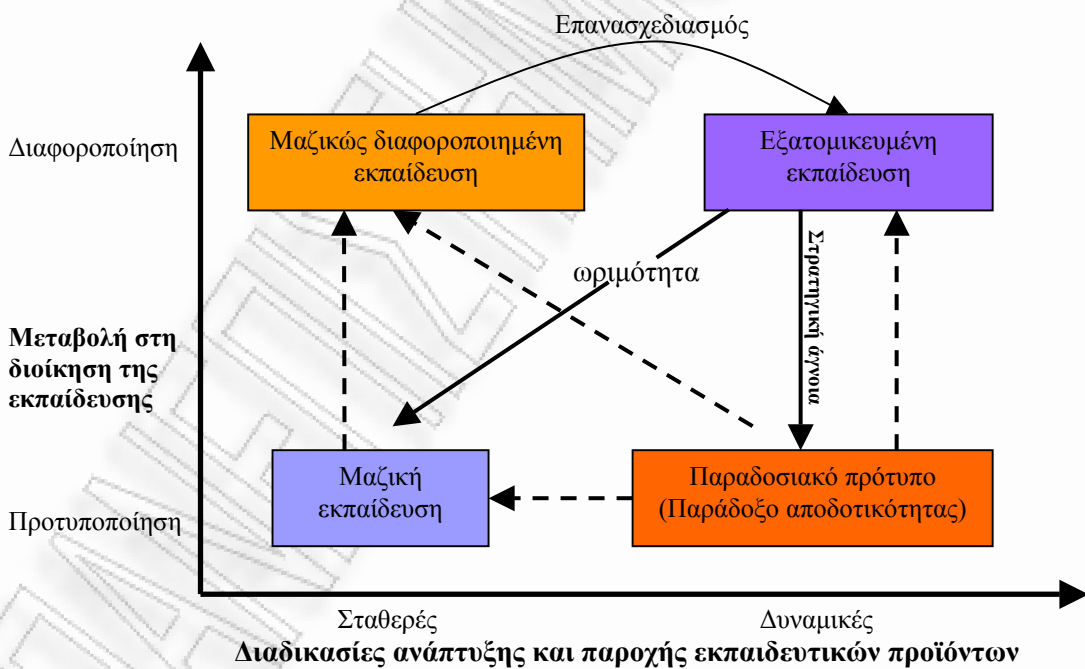 Επανασχεδιασμός
Διαφοροποίηση
Μαζικώς διαφοροποιημένη
εκπαίδευση
Εξατομικευμένη
εκπαίδευση
ωριμότητα
Στρατηγική άγνοια
Μεταβολή στη
διοίκηση της
εκπαίδευσης
Μαζική
εκπαίδευση
Παραδοσιακό πρότυπο
(Παράδοξο αποδοτικότητας)
Προτυποποίηση
Σταθερές
Δυναμικές
Διαδικασίες ανάπτυξης και παροχής εκπαιδευτικών προϊόντων